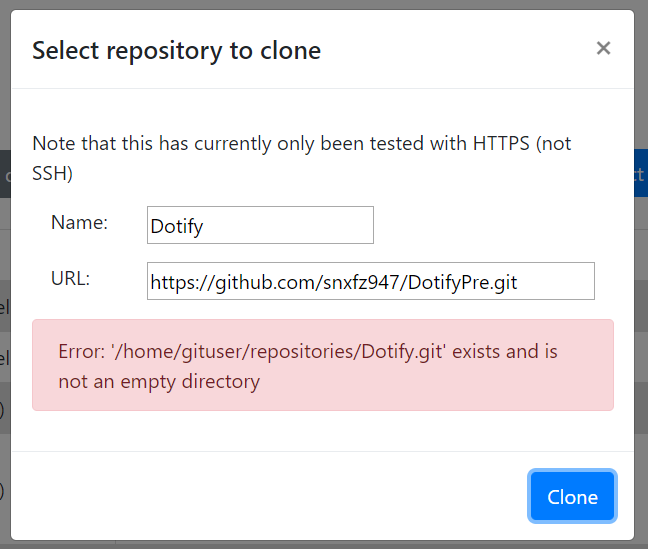 Select repository to clone
×
Note that this has currently only been tested with HTTPS (not
SSH)
Name:
Dotify
URL:
https://github.com/snxfz947/DotifyPre.git
Error: '/home/gituser/repositories/Dotify.git' exists and is
not an empty directory
Clone